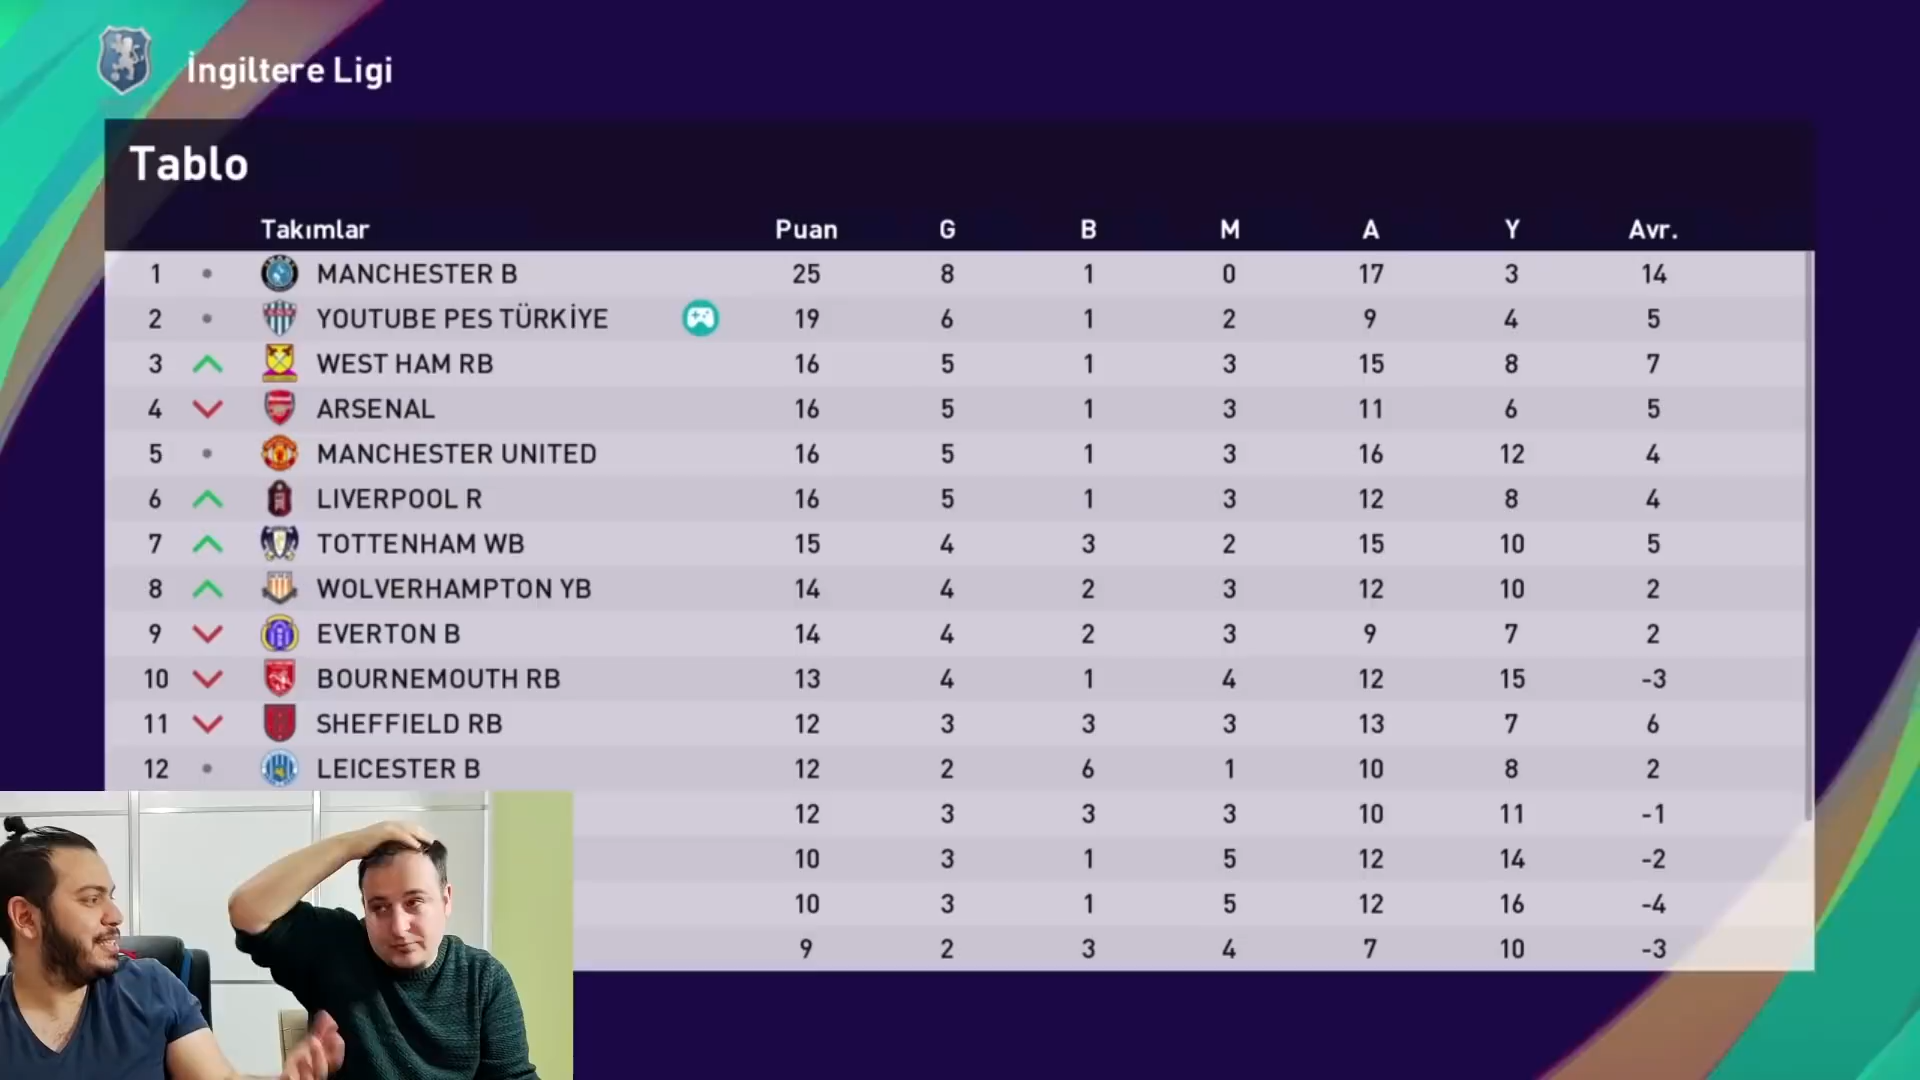 İngiltere Ligi
Tablo
Takımlar Puan G B M A Y Avr.
1 MANCHESTER B 25 8 1 0 17 3 14
2 YOUTUBE PES TÜRKİYE 19 6 1 2 9 4 5
3 WEST HAM RB 16 5 1 3 15 8 7
4 ARSENAL 16 5 1 3 11 6 5
5 MANCHESTER UNITED 16 5 1 3 16 12 4
6 LIVERPOOL R 16 5 1 3 12 8 4
7 TOTTENHAM WB 15 4 3 2 15 10 5
8 WOLVERHAMPTON YB 14 4 2 3 12 10 2
9 EVERTON B 14 4 2 3 9 7 2
10 BOURNEMOUTH RB 13 4 1 4 12 15 -3
11 SHEFFIELD RB 12 3 3 3 13 7 6
12 LEICESTER B 12 2 6 1 10 8 2
12 3 3 3 10 11 -1
10 3 1 5 12 14 -2
10 3 1 5 12 16 -4
9 2 3 4 7 10 -3